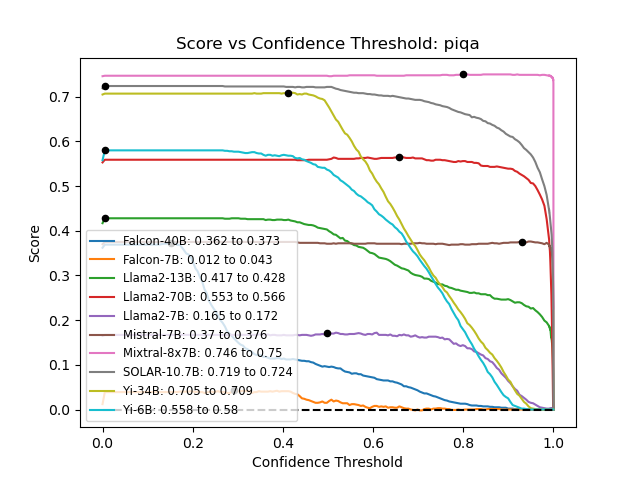 Score vs Confidence Threshold: piqa
Score
0.7
0.6
0.5
0.4
0.3
0.2
0.1
0.0
Falcon-40B: 0.362 to 0.373
Falcon-7B: 0.012 to 0.043
Llama2-13B: 0.417 to 0.428
Llama2-70B: 0.553 to 0.566
Llama2-7B: 0.165 to 0.172
Mistral-7B: 0.37 to 0.376
Mixtral-8x7B: 0.746 to 0.75
SOLAR-10.7B: 0.719 to 0.724
Yi-34B: 0.705 to 0.709
Yi-6B: 0.558 to 0.58
0.0 0.2 0.4 0.6 0.8 1.0
Confidence Threshold